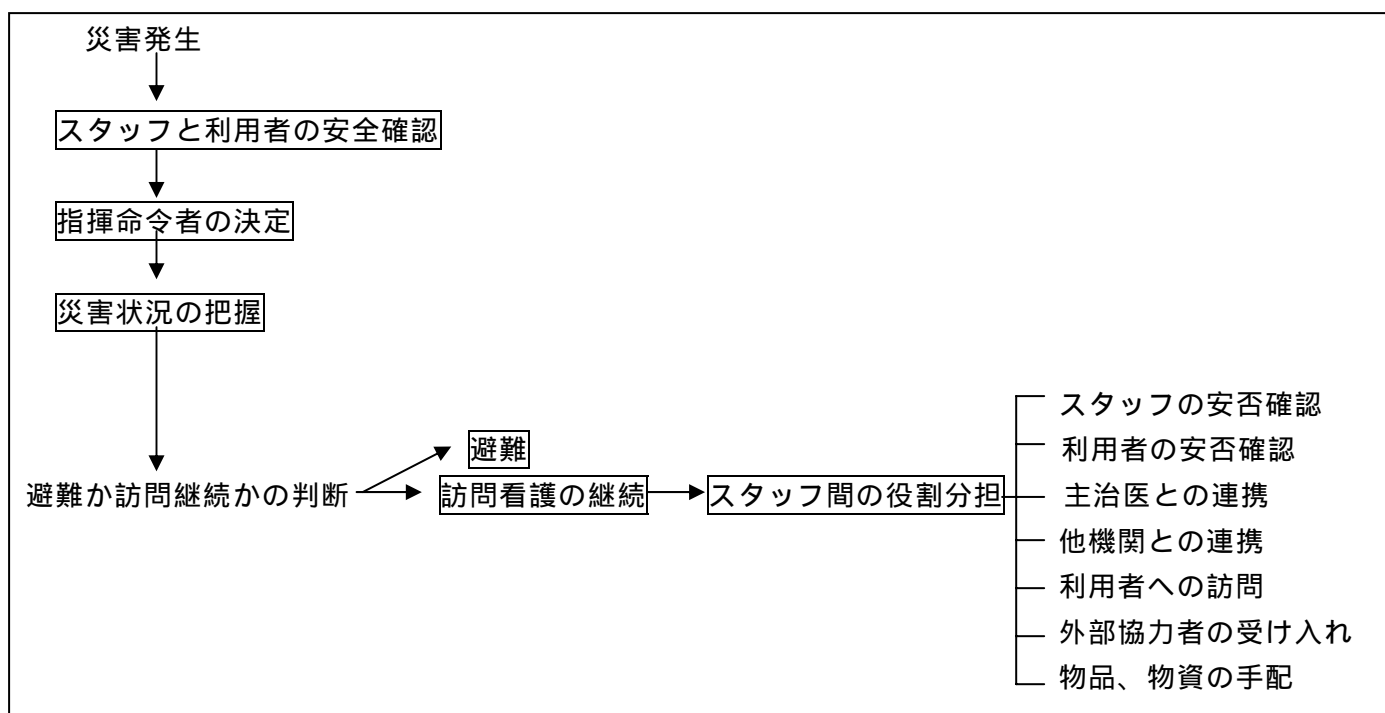 災害発生
スタッフと利用者の安全確認
指揮命令者の決定
災害状況の把握
避難か訪問継続かの判断
避難
訪問看護の継続
スタッフ間の役割分担
スタッフの安否確認
利用者の安否確認
主治医との連携
他機関との連携
利用者への訪問
外部協力者の受け入れ
物品、物資の手配